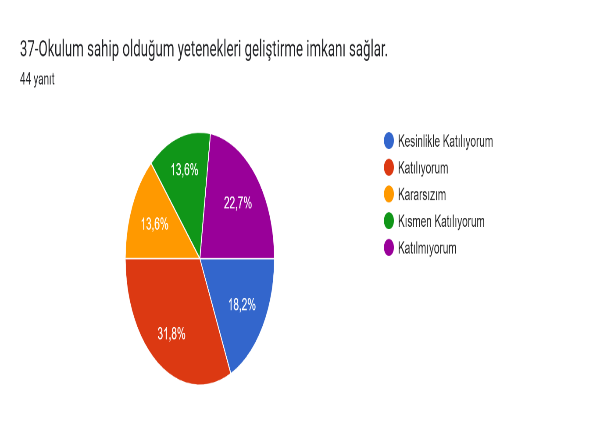 37-Okulum sahip olduğum yetenekleri geliştirme imkanı sağlar.
44 yanıt
Kesinlikle Katılıyorum
Katılıyorum
Kararsızım
Kısmen Katılıyorum
Katılmıyorum
13,6%
22,7%
13,6%
18,2%
31,8%